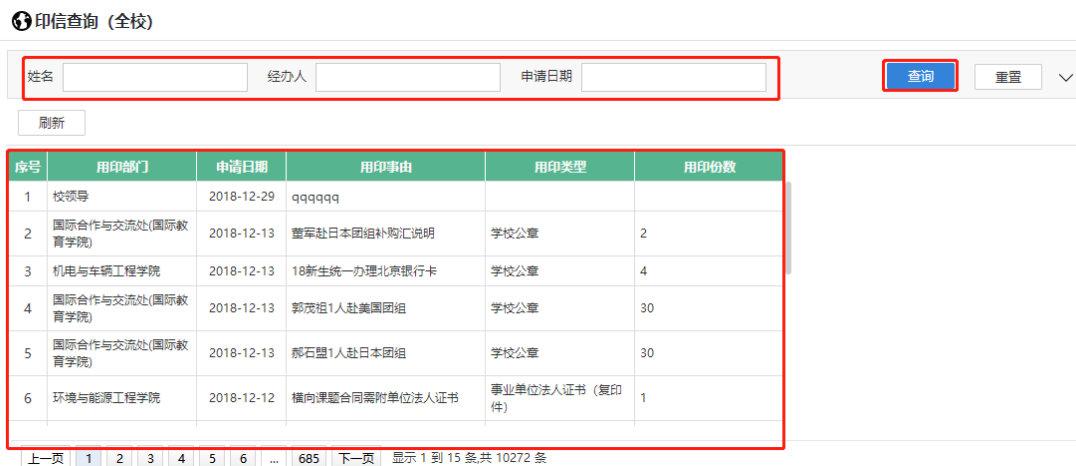 印信查询（全校）
姓名 经办人 申请日期 查询 重置
刷新
序号 用印部门 申请日期 用印事由 用印类型 用印份数
1 校领导 2018-12-29 qqqqqq
2 国际合作与交流处(国际教育学院) 2018-12-13 董军赴日本团组补购汇说明 学校公章 2
3 机电与车辆工程学院 2018-12-13 18新生统一办理北京银行卡 学校公章 4
4 国际合作与交流处(国际教育学院) 2018-12-13 郭茂祖1人赴美国团组 学校公章 30
5 国际合作与交流处(国际教育学院) 2018-12-13 郝石盟1人赴日本团组 学校公章 30
6 环境与能源工程学院 2018-12-12 横向课题合同需附单位法人证书 事业单位法人证书（复印件） 1
上一页 1 2 3 4 5 6 ... 685 下一页 显示 1 到 15 条,共 10272 条